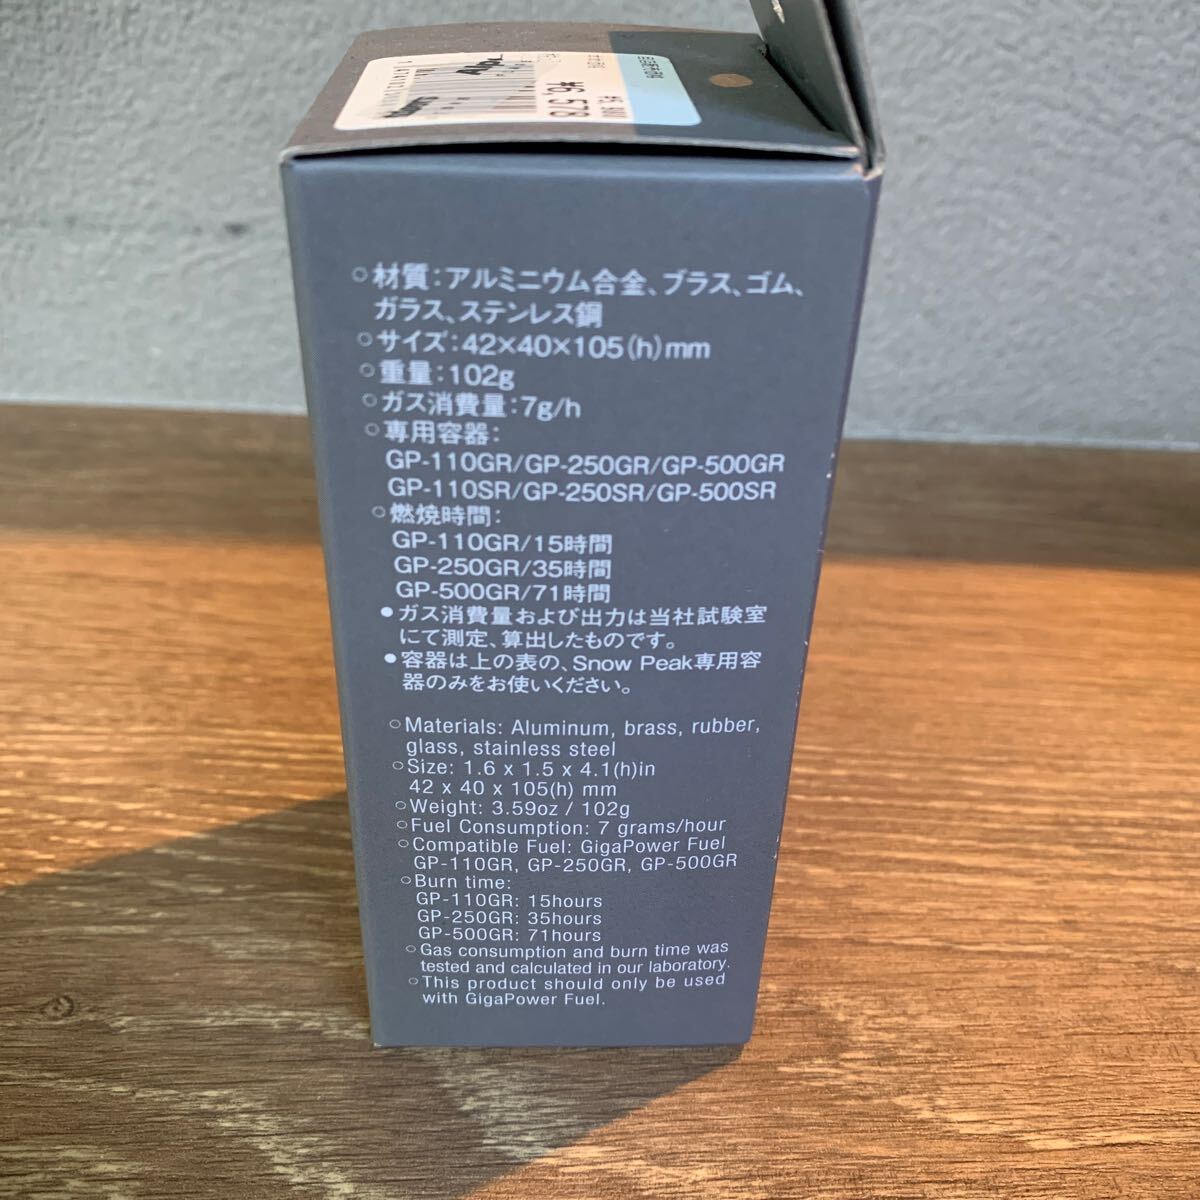 ¥6,578
○材質：アルミニウム合金、ブラス、ゴム、
ガラス、ステンレス鋼
○サイズ：42×40×105(h)mm
○重量：102g
○ガス消費量：7g/h
○専用容器：
GP-110GR/GP-250GR/GP-500GR
GP-110SR/GP-250SR/GP-500SR
○燃焼時間：
GP-110GR/15時間
GP-250GR/35時間
GP-500GR/71時間
●ガス消費量および出力は当社試験室
にて測定、算出したものです。
●容器は上の表の、Snow Peak専用容
器のみをお使いください。
○Materials: Aluminum, brass, rubber,
glass, stainless steel
○Size: 1.6 x 1.5 x 4.1(h)in
42 x 40 x 105(h) mm
○Weight: 3.59oz / 102g
○Fuel Consumption: 7 grams/hour
○Compatible Fuel: GigaPower Fuel
GP-110GR, GP-250GR, GP-500GR
○Burn time:
GP-110GR: 15hours
GP-250GR: 35hours
GP-500GR: 71hours
○Gas consumption and burn time was
tested and calculated in our laboratory.
○This product should only be used
with GigaPower Fuel.